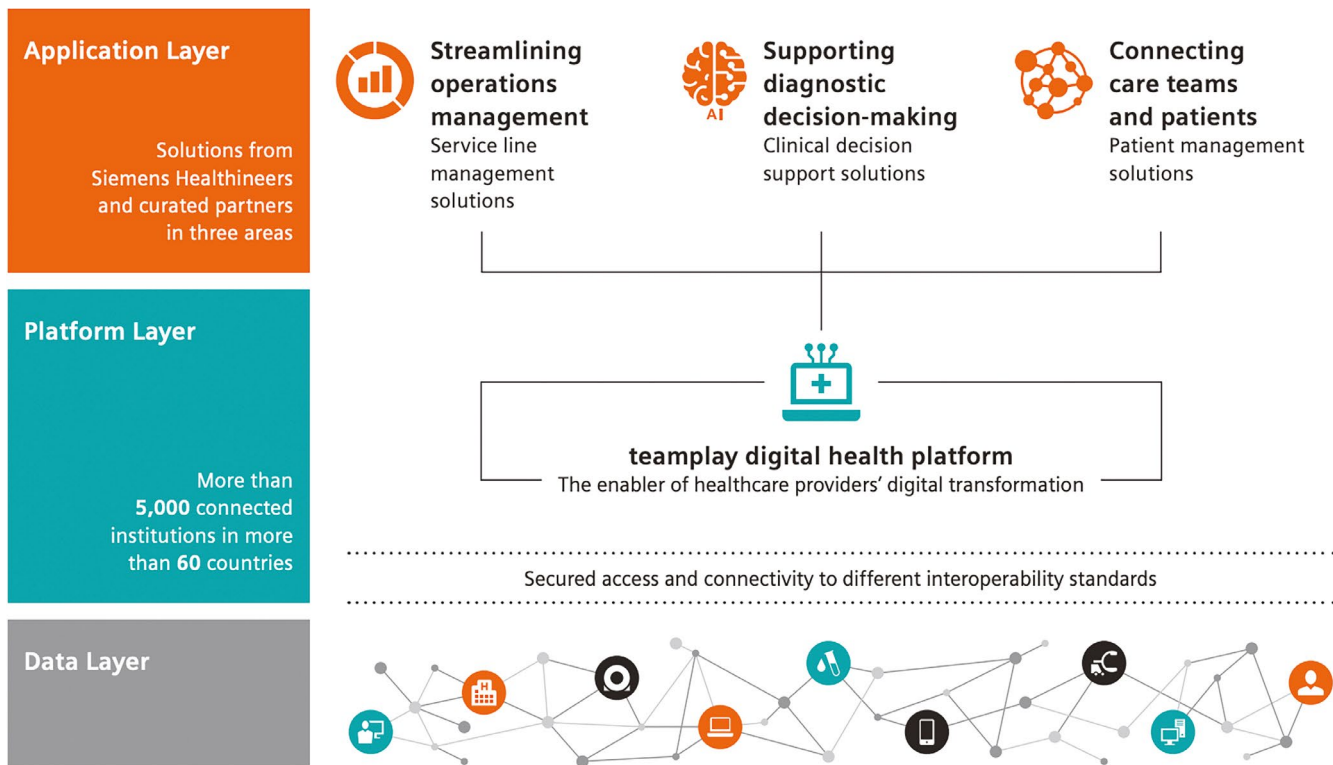 Application Layer
Solutions from
Siemens Healthineers
and curated partners
in three areas
Streamlining
operations
management
Service line
management
solutions
AI
Supporting
diagnostic
decision-making
Clinical decision
support solutions
Connecting
care teams
and patients
Patient management
solutions
Platform Layer
More than
5,000 connected
institutions in more
than 60 countries
teamplay digital health platform
The enabler of healthcare providers’ digital transformation
Secured access and connectivity to different interoperability standards
Data Layer
H